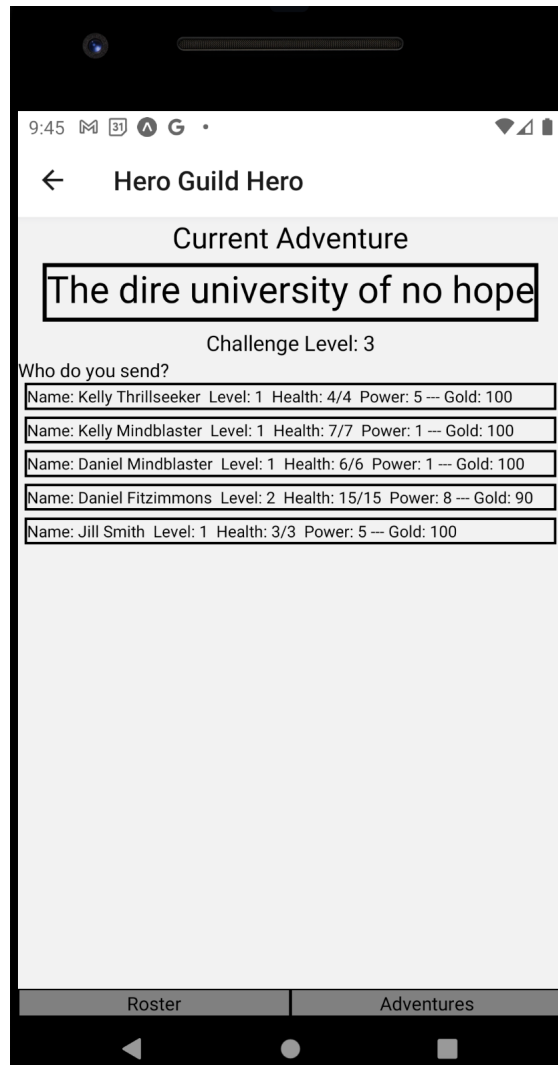 9:45 31 G
Hero Guild Hero
Current Adventure
The dire university of no hope
Challenge Level: 3
Who do you send?
Name: Kelly Thrillseeker Level: 1 Health: 4/4 Power: 5 --- Gold: 100
Name: Kelly Mindblaster Level: 1 Health: 7/7 Power: 1 --- Gold: 100
Name: Daniel Mindblaster Level: 1 Health: 6/6 Power: 1 --- Gold: 100
Name: Daniel Fitzimmons Level: 2 Health: 15/15 Power: 8 --- Gold: 90
Name: Jill Smith Level: 1 Health: 3/3 Power: 5 --- Gold: 100
Roster Adventures